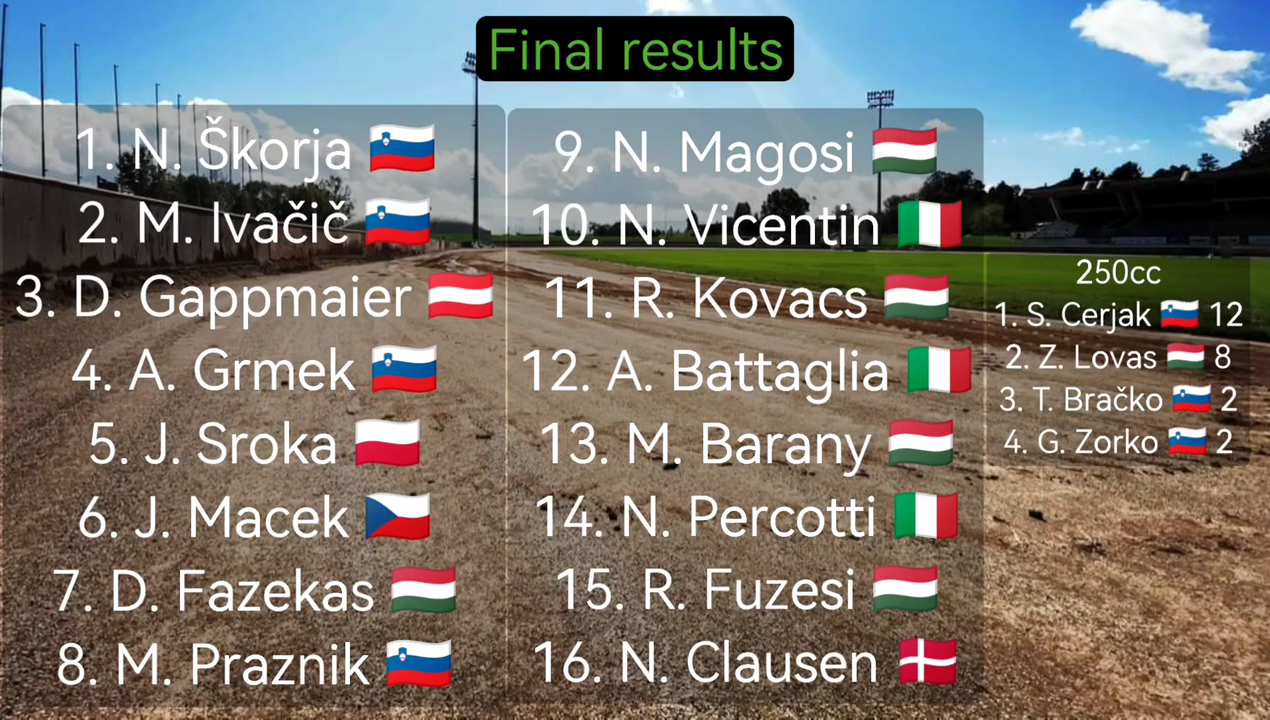 Final results
1. N. Škorja 🇸🇮
2. M. Ivačič 🇸🇮
3. D. Gappmaier 🇦🇹
4. A. Grmek 🇸🇮
5. J. Sroka 🇵🇱
6. J. Macek 🇨🇿
7. D. Fazekas 🇭🇺
8. M. Praznik 🇸🇮
9. N. Magosi 🇭🇺
10. N. Vicentin 🇮🇹
11. R. Kovacs 🇭🇺
12. A. Battaglia 🇮🇹
13. M. Barany 🇭🇺
14. N. Percotti 🇮🇹
15. R. Fuzesi 🇭🇺
16. N. Clausen 🇩🇰
250cc
1. S. Cerjak 🇸🇮 12
2. Z. Lovas 🇭🇺 8
3. T. Bračko 🇸🇮 2
4. G. Zorko 🇸🇮 2